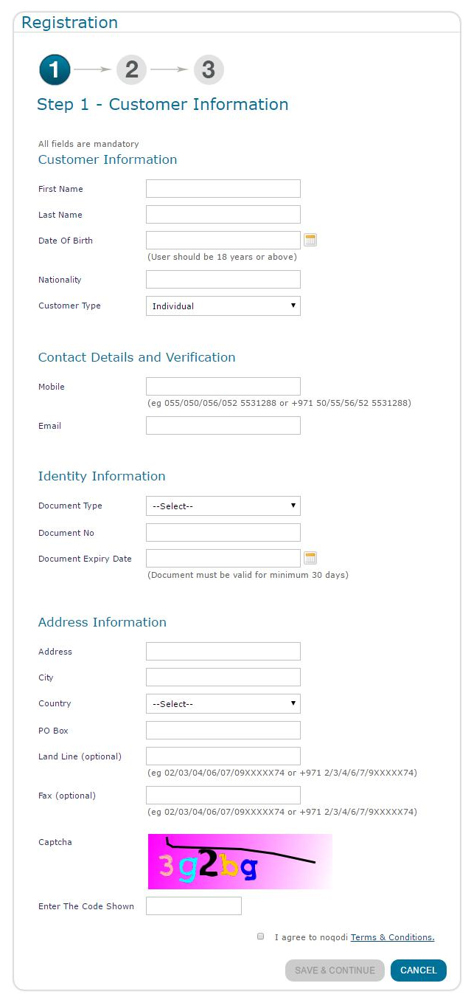 Registration
1 2 3
Step 1 - Customer Information
All fields are mandatory
Customer Information
First Name
Last Name
Date Of Birth
(User should be 18 years or above)
Nationality
Customer Type Individual
Contact Details and Verification
Mobile
(eg 055/050/056/052 5531288 or +971 50/55/56/52 5531288)
Email
Identity Information
Document Type --Select--
Document No
Document Expiry Date
(Document must be valid for minimum 30 days)
Address Information
Address
City
Country --Select--
PO Box
Land Line (optional)
(eg 02/03/04/06/07/09XXXXX74 or +971 2/3/4/6/7/9XXXXX74)
Fax (optional)
(eg 02/03/04/06/07/09XXXXX74 or +971 2/3/4/6/7/9XXXXX74)
Captcha 3g2bg
Enter The Code Shown
I agree to noqodi Terms & Conditions.
SAVE & CONTINUE CANCEL